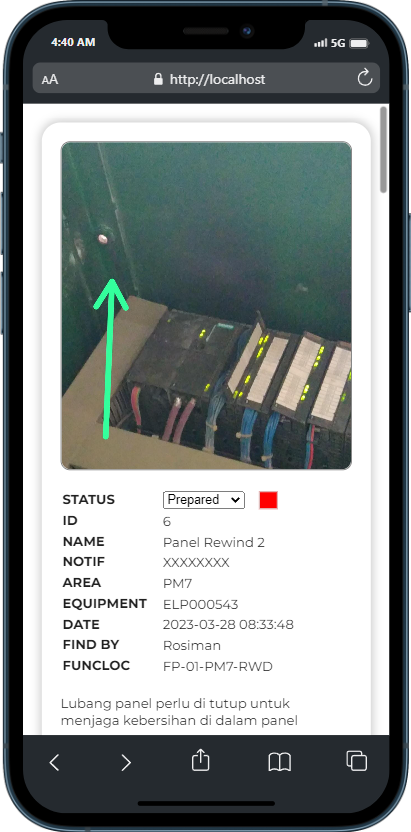 4:40 AM
5G
AA
http://localhost
STATUS Prepared
ID 6
NAME Panel Rewind 2
NOTIF XXXXXXXX
AREA PM7
EQUIPMENT ELP000543
DATE 2023-03-28 08:33:48
FIND BY Rosiman
FUNCLOC FP-01-PM7-RWD
Lubang panel perlu di tutup untuk
menjaga kebersihan di dalam panel